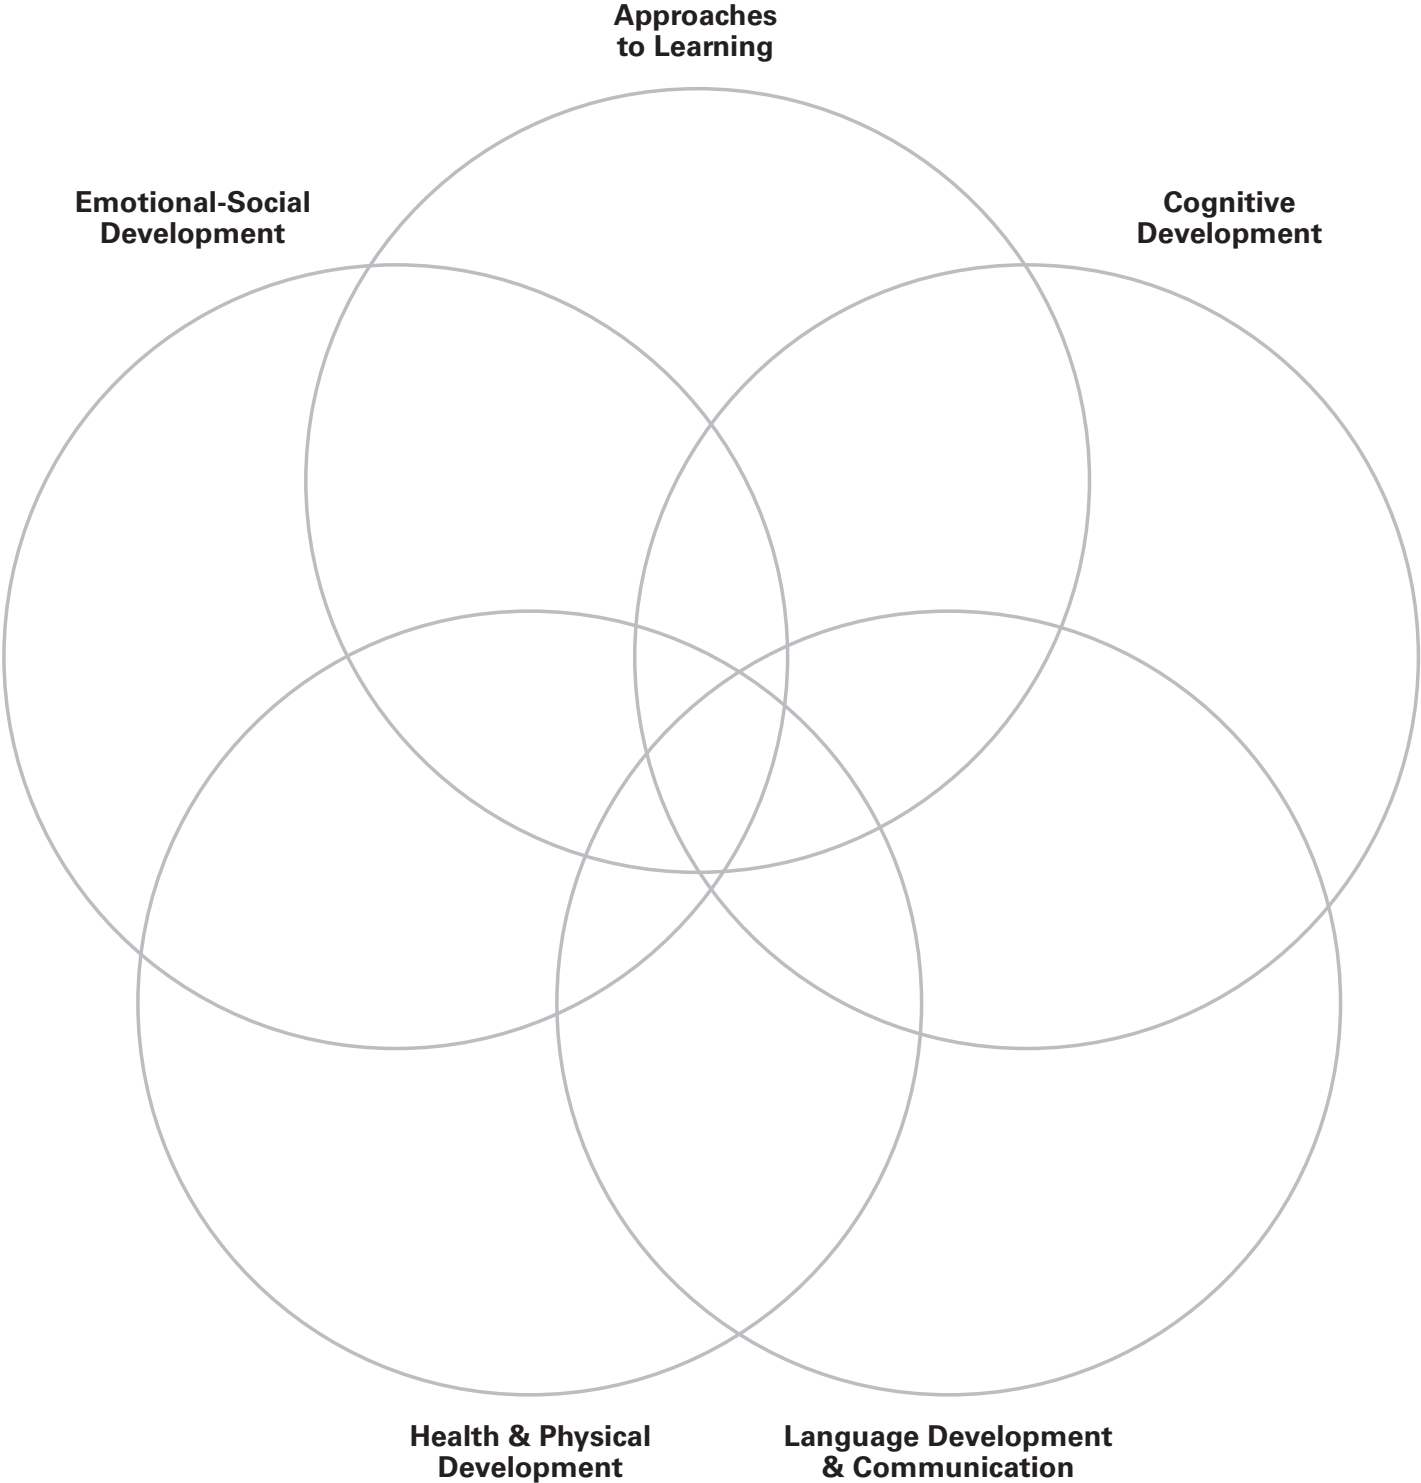 Approaches
to Learning
Emotional-Social
Development
Cognitive
Development
Health & Physical
Development
Language Development
& Communication